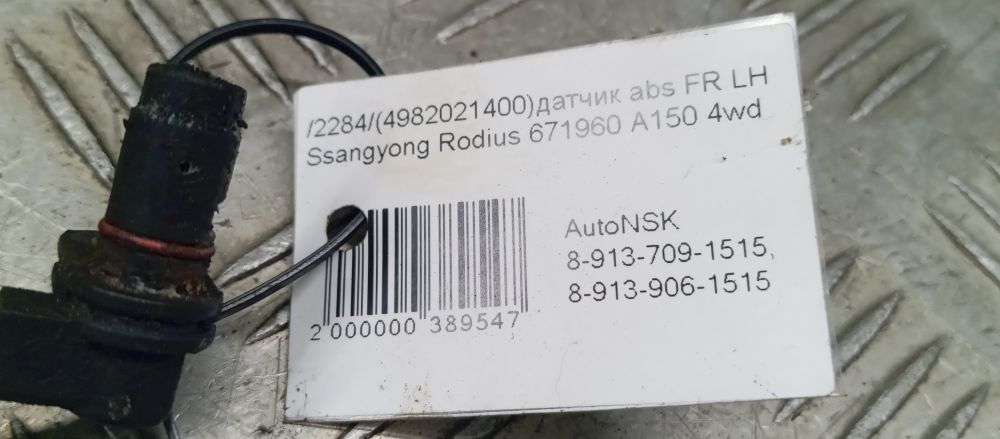 /2284/(4982021400)датчик abs FR LH
Ssangyong Rodius 671960 A150 4wd
AutoNSK
8-913-709-1515,
8-913-906-1515
2 000000 389547